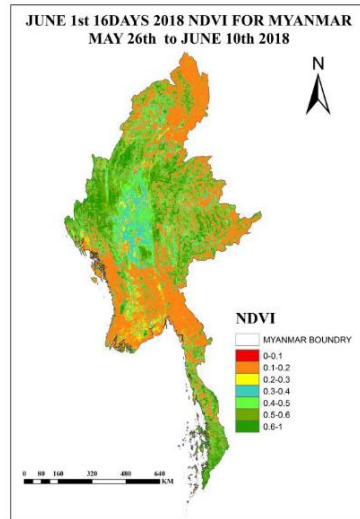 JUNE 1st 16DAYS 2018 NDVI FOR MYANMAR
MAY 26th to JUNE 10th 2018
N
NDVI
MYANMAR BOUNDRY
0-0.1
0.1-0.2
0.2-0.3
0.3-0.4
0.4-0.5
0.5-0.6
0.6-1
0 80 160 320 480 640
KM